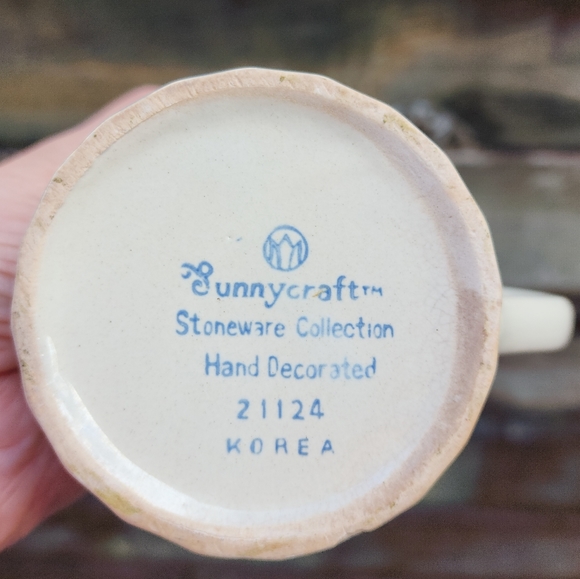 Sunnycraft™
Stoneware Collection
Hand Decorated
21124
KOREA